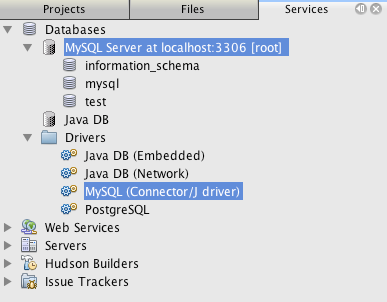 Projects Files Services
Databases
MySQL Server at localhost:3306 [root]
information_schema
mysql
test
Java DB
Drivers
Java DB (Embedded)
Java DB (Network)
MySQL (Connector/J driver)
PostgreSQL
Web Services
Servers
Hudson Builders
Issue Trackers